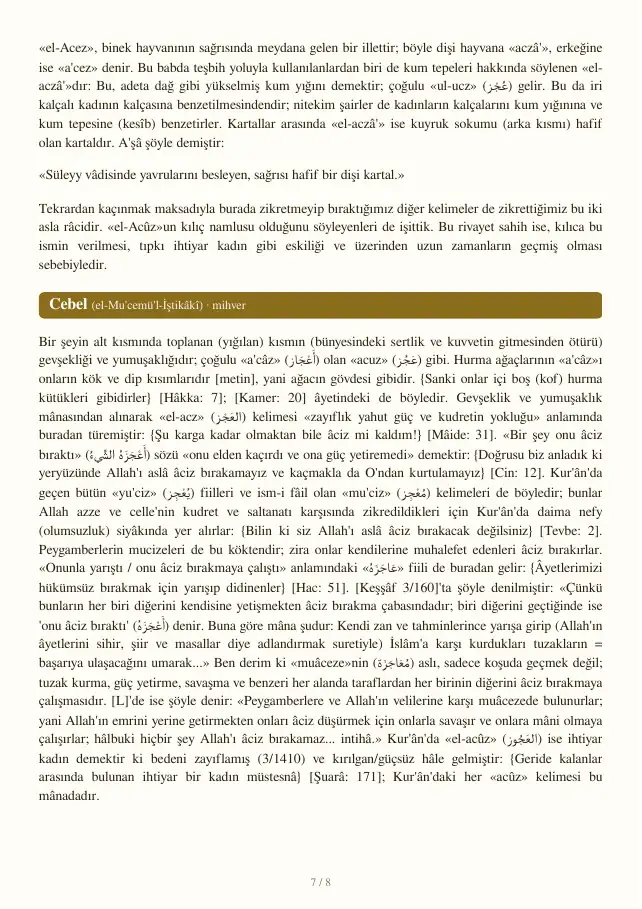 «el-Acez», binek hayvanının sağrısında meydana gelen bir illettir; böyle dişi hayvana «aczâ'», erkeğine
ise «a'cez» denir. Bu babda teşbih yoluyla kullanılanlardan biri de kum tepeleri hakkında söylenen «el-
aczâ'»dır: Bu, adeta dağ gibi yükselmiş kum yığını demektir; çoğulu «ul-ucz» (عُجْز) gelir. Bu da iri
kalçalı kadının kalçasına benzetilmesindendir; nitekim şairler de kadınların kalçalarını kum yığınına ve
kum tepesine (kesîb) benzetirler. Kartallar arasında «el-aczâ'» ise kuyruk sokumu (arka kısmı) hafif
olan kartaldır. A'şâ şöyle demiştir:
«Süleyy vâdisinde yavrularını besleyen, sağrısı hafif bir dişi kartal.»
Tekrardan kaçınmak maksadıyla burada zikretmeyip bıraktığımız diğer kelimeler de zikrettiğimiz bu iki
asla râcidir. «el-Acûz»un kılıç namlusu olduğunu söyleyenleri de işittik. Bu rivayet sahih ise, kılıca bu
ismin verilmesi, tıpkı ihtiyar kadın gibi eskiliği ve üzerinden uzun zamanların geçmiş olması
sebebiyledir.
Cebel (el-Mu'cemü'l-İştikâkî) · mihver
Bir şeyin alt kısmında toplanan (yığılan) kısmın (bünyesindeki sertlik ve kuvvetin gitmesinden ötürü)
gevşekliği ve yumuşaklığıdır; çoğulu «a'câz» (أَعْجَاز) olan «acuz» (عَجُز) gibi. Hurma ağaçlarının «a'câz»ı
onların kök ve dip kısımlarıdır [metin], yani ağacın gövdesi gibidir. {Sanki onlar içi boş (kof) hurma
kütükleri gibidirler} [Hâkka: 7]; [Kamer: 20] âyetindeki de böyledir. Gevşeklik ve yumuşaklık
mânasından alınarak «el-acz» (العَجْز) kelimesi «zayıflık yahut güç ve kudretin yokluğu» anlamında
buradan türemiştir: {Şu karga kadar olmaktan bile âciz mi kaldım!} [Mâide: 31]. «Bir şey onu âciz
bıraktı» (أَعْجَزَهُ الشَّيءُ) sözü «onu elden kaçırdı ve ona güç yetiremedi» demektir: {Doğrusu biz anladık ki
yeryüzünde Allah'ı aslâ âciz bırakamayız ve kaçmakla da O'ndan kurtulamayız} [Cin: 12]. Kur'ân'da
geçen bütün «yu'ciz» (يُعْجِز) fiilleri ve ism-i fâil olan «mu'ciz» (مُعْجِز) kelimeleri de böyledir; bunlar
Allah azze ve celle'nin kudret ve saltanatı karşısında zikredildikleri için Kur'ân'da daima nefy
(olumsuzluk) siyâkında yer alırlar: {Bilin ki siz Allah'ı aslâ âciz bırakacak değilsiniz} [Tevbe: 2].
Peygamberlerin mucizeleri de bu köktendir; zira onlar kendilerine muhalefet edenleri âciz bırakırlar.
«Onunla yarıştı / onu âciz bırakmaya çalıştı» anlamındaki «عَاجَزَهُ» fiili de buradan gelir: {Âyetlerimizi
hükümsüz bırakmak için yarışıp didinenler} [Hac: 51]. [Keşşâf 3/160]'ta şöyle denilmiştir: «Çünkü
bunların her biri diğerini kendisine yetişmekten âciz bırakma çabasındadır; biri diğerini geçtiğinde ise
'onu âciz bıraktı' (أَعْجَزَهُ) denir. Buna göre mâna şudur: Kendi zan ve tahminlerince yarışa girip (Allah'ın
âyetlerini sihir, şiir ve masallar diye adlandırmak suretiyle) İslâm'a karşı kurdukları tuzakların =
başarıya ulaşacağını umarak...» Ben derim ki «muâceze»nin (مُعَاجَزَة) aslı, sadece koşuda geçmek değil;
tuzak kurma, güç yetirme, savaşma ve benzeri her alanda taraflardan her birinin diğerini âciz bırakmaya
çalışmasıdır. [L]'de ise şöyle denir: «Peygamberlere ve Allah'ın velilerine karşı muâcezede bulunurlar;
yani Allah'ın emrini yerine getirmekten onları âciz düşürmek için onlarla savaşır ve onlara mâni olmaya
çalışırlar; hâlbuki hiçbir şey Allah'ı âciz bırakamaz... intihâ.» Kur'ân'da «el-acûz» (العَجُوز) ise ihtiyar
kadın demektir ki bedeni zayıflamış (3/1410) ve kırılgan/güçsüz hâle gelmiştir: {Geride kalanlar
arasında bulunan ihtiyar bir kadın müstesnâ} [Şuarâ: 171]; Kur'ân'daki her «acûz» kelimesi bu
mânadadır.
7 / 8